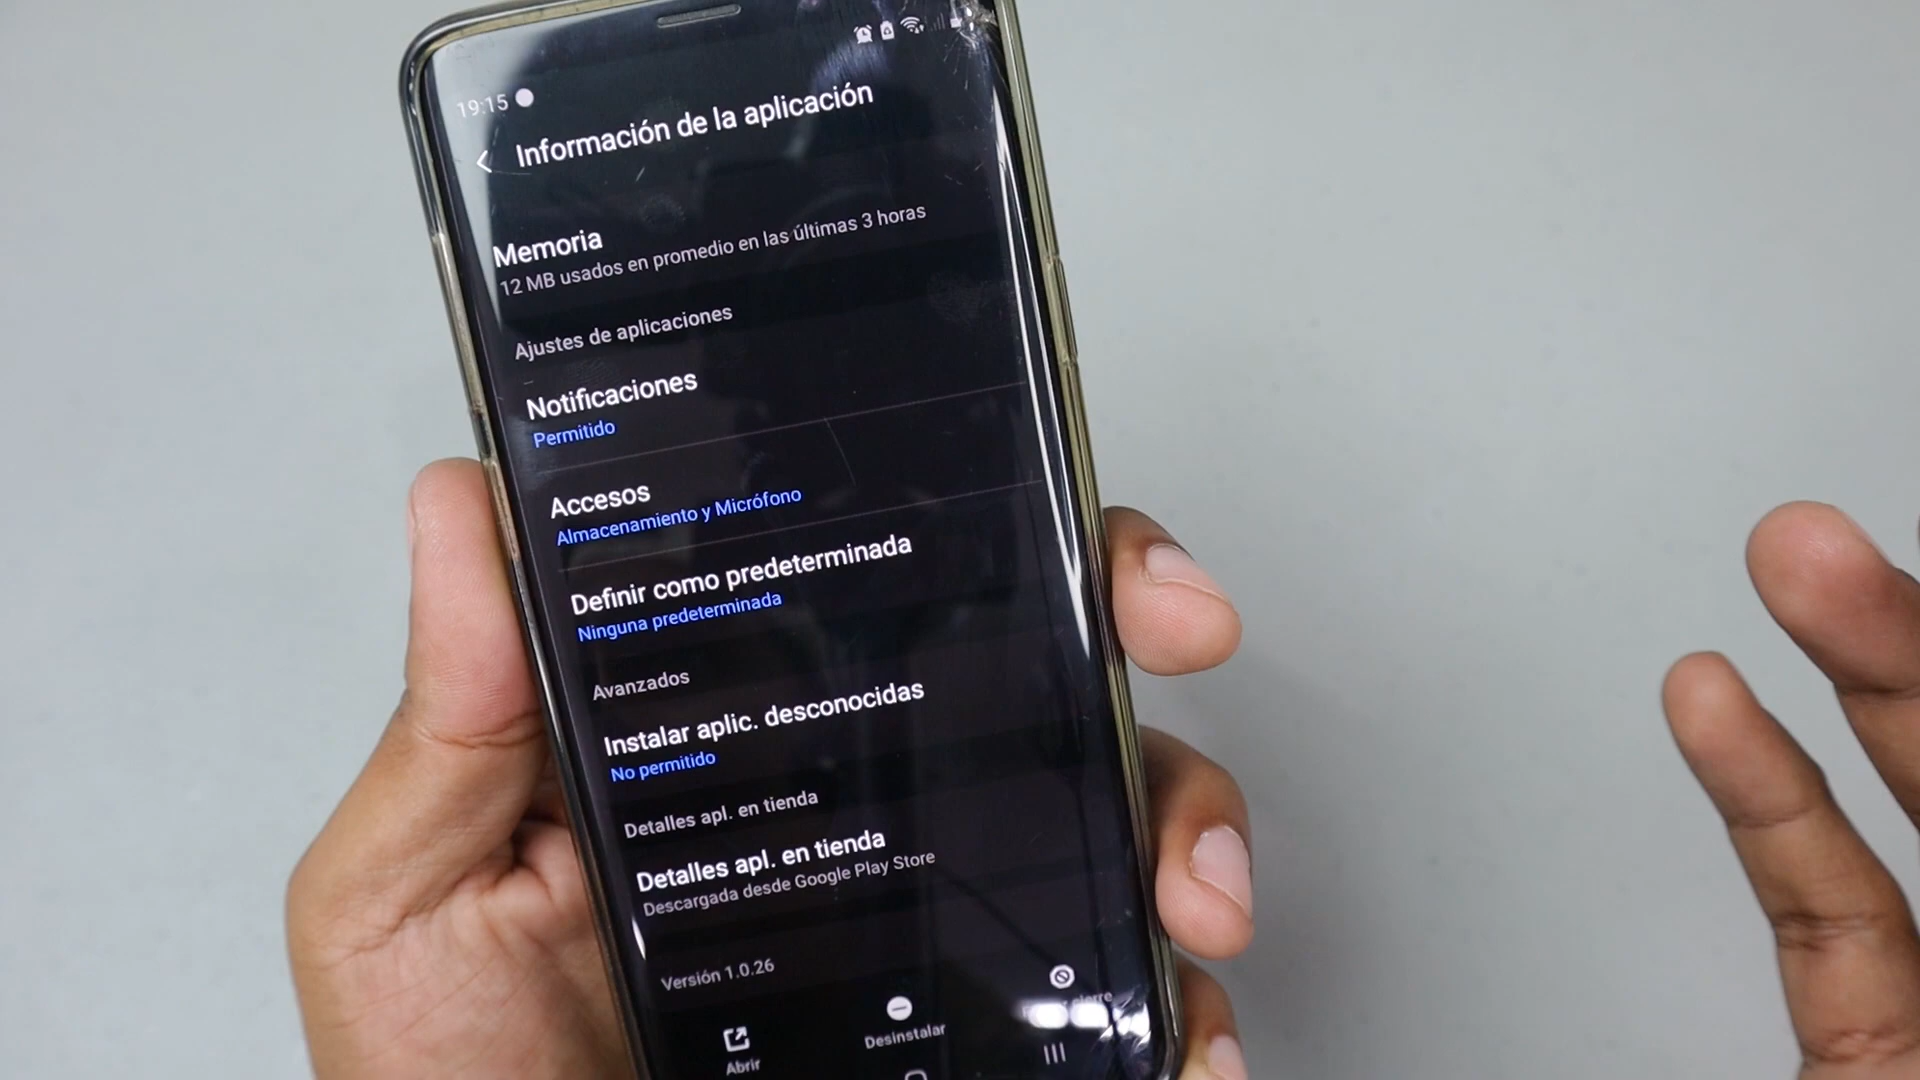 19:15
Información de la aplicación
Memoria
12 MB usados en promedio en las últimas 3 horas
Ajustes de aplicaciones
Notificaciones
Permitido
Accesos
Almacenamiento y Micrófono
Definir como predeterminada
Ninguna predeterminada
Avanzados
Instalar aplic. desconocidas
No permitido
Detalles apl. en tienda
Detalles apl. en tienda
Descargada desde Google Play Store
Versión 1.0.26
Abrir
Desinstalar
cierre